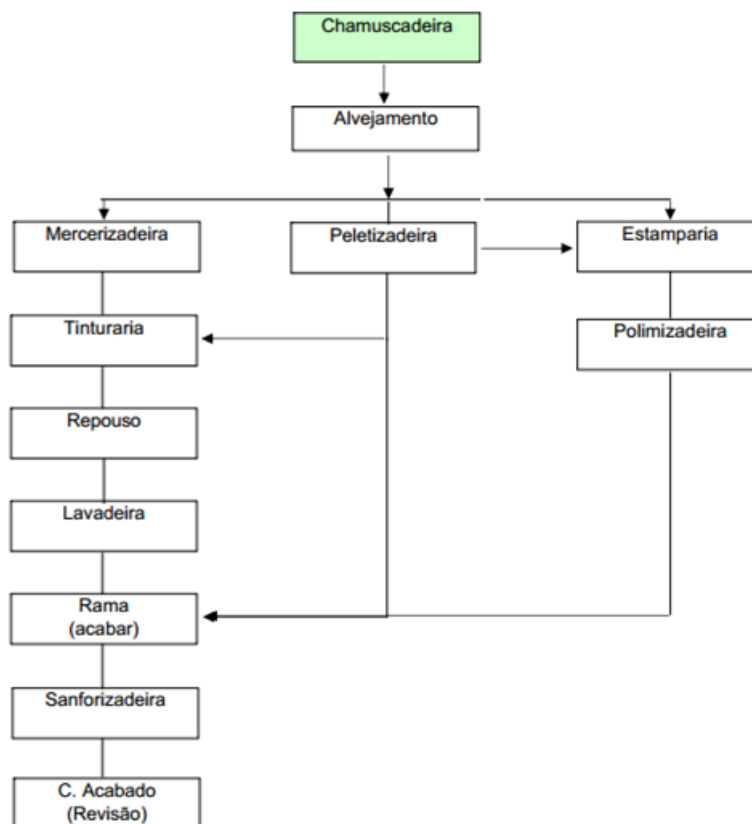 Chamuscadeira
Alvejamento
Mercerizadeira
Peletizadeira
Estamparia
Tinturaria
Polimizadeira
Repouso
Lavadeira
Rama
(acabar)
Sanforizadeira
C. Acabado
(Revisão)